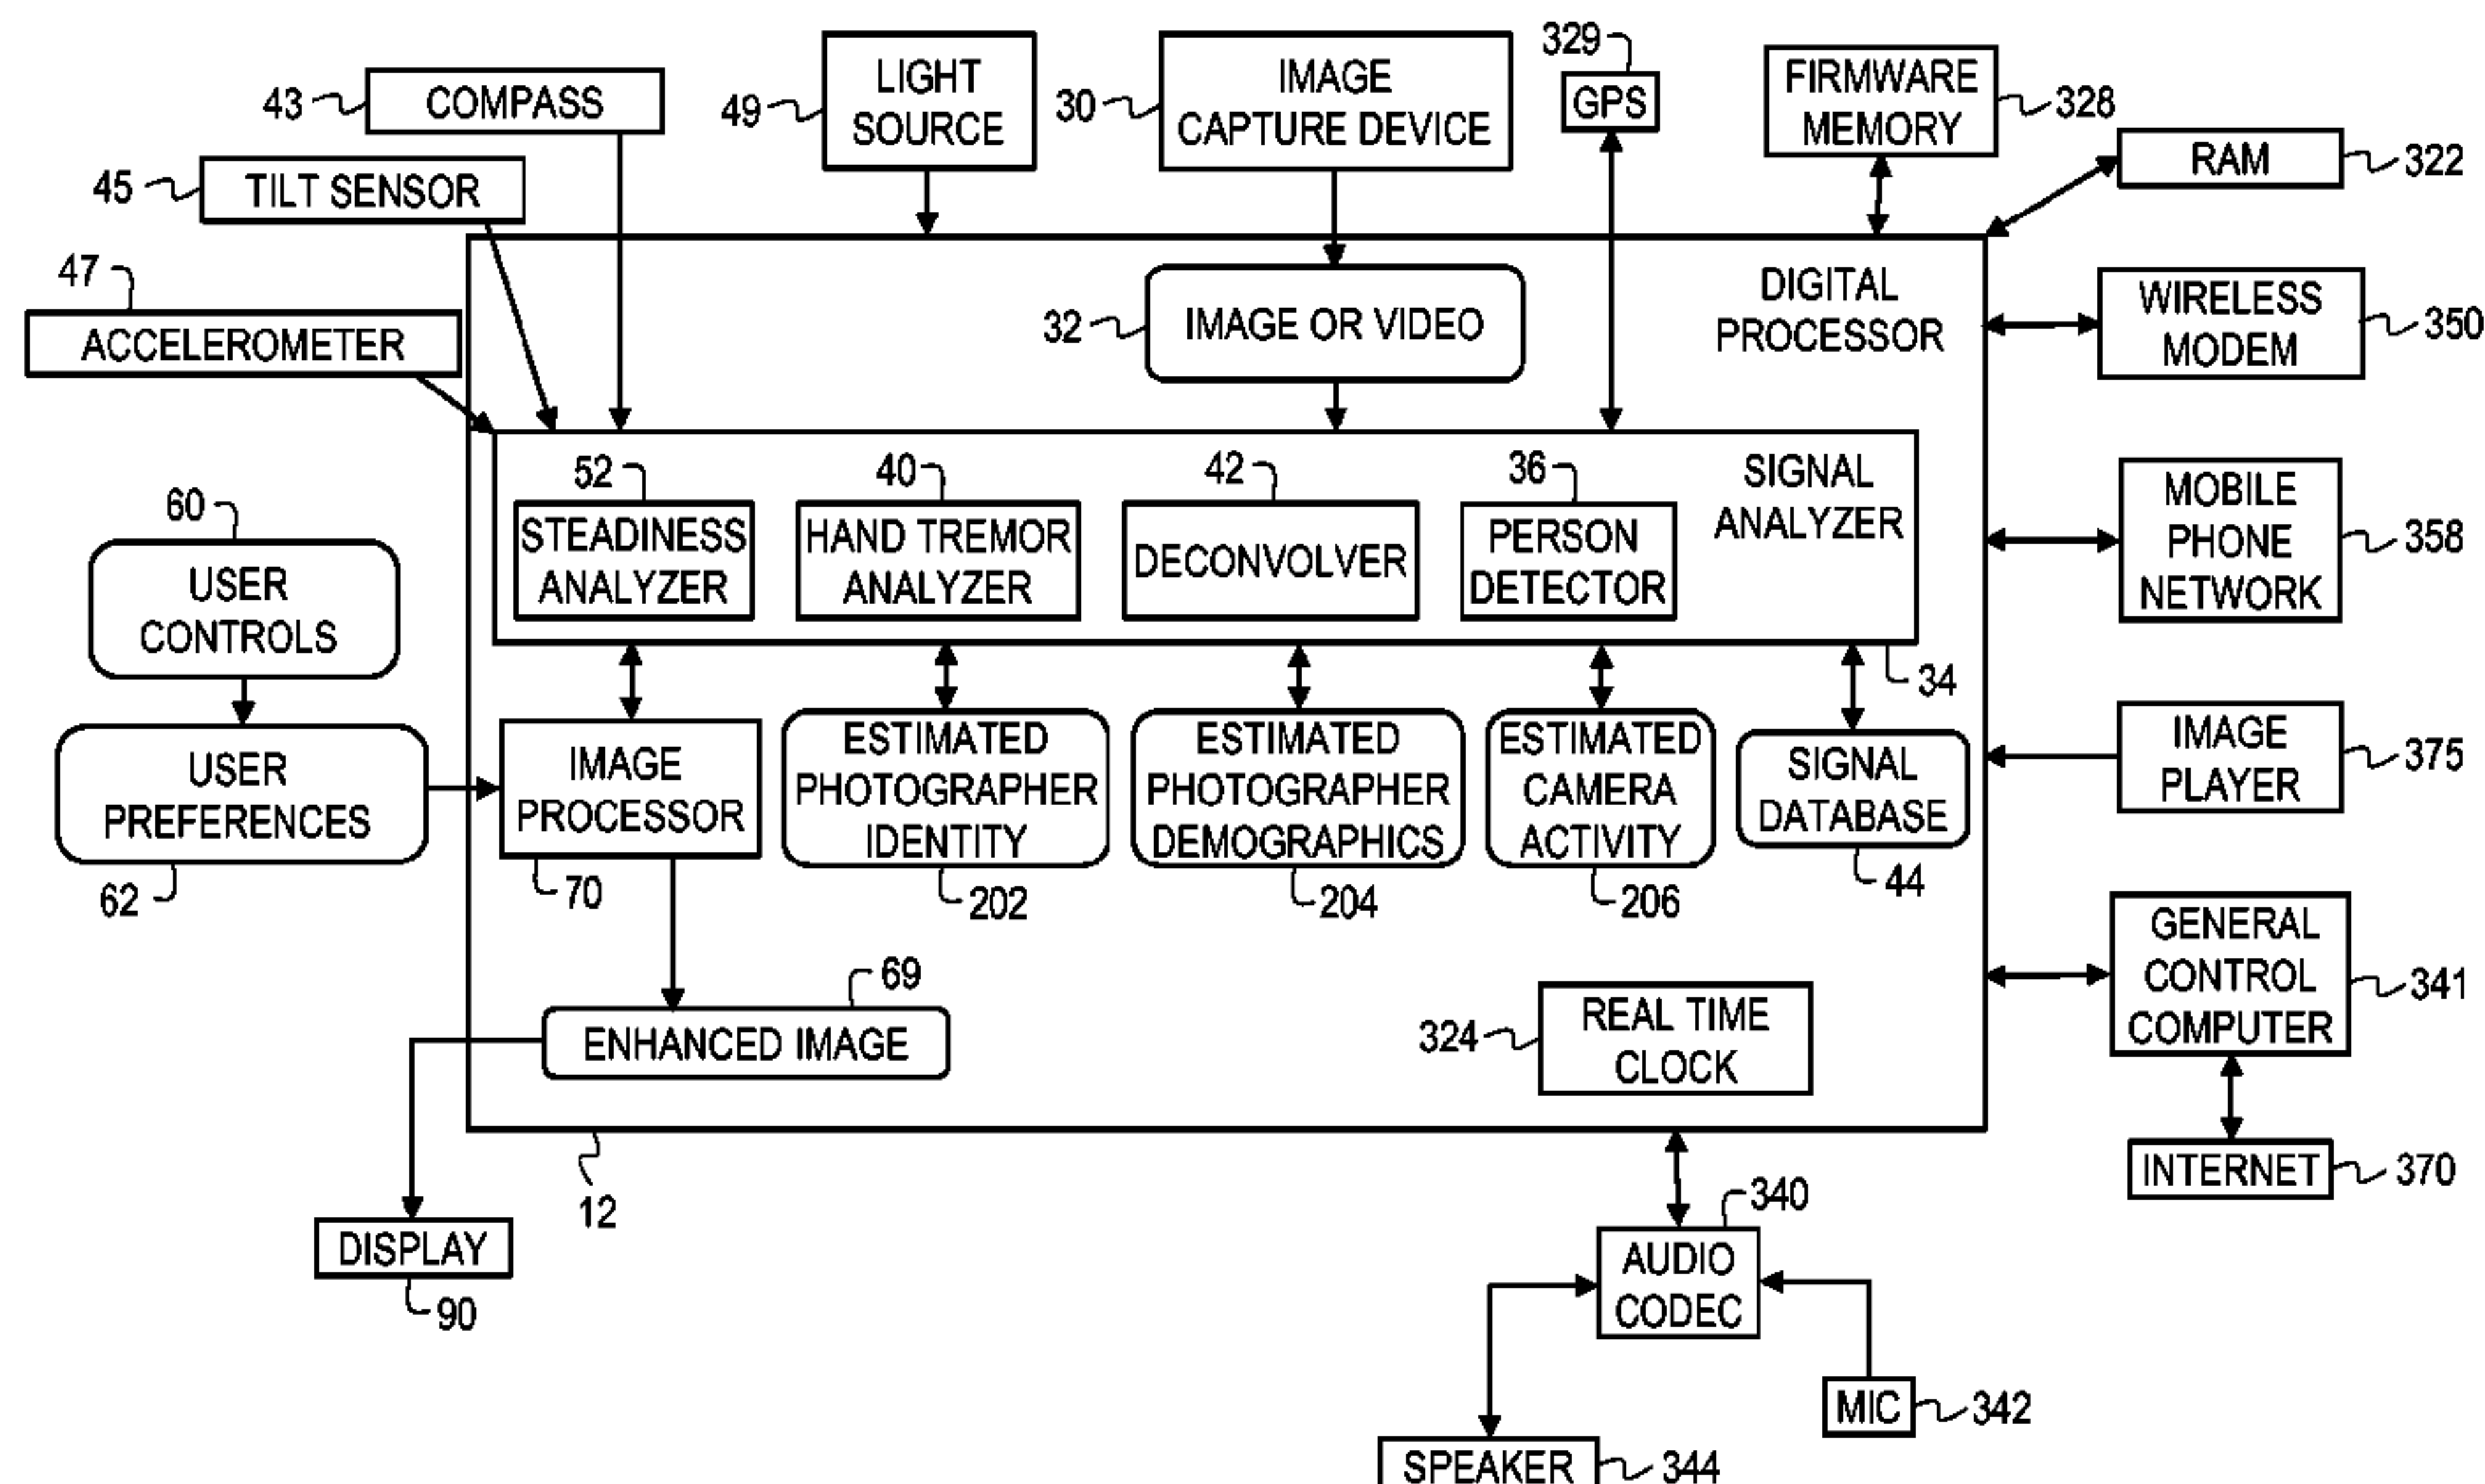 329
LIGHT
SOURCE
49
IMAGE
CAPTURE DEVICE
30
GPS
FIRMWARE
MEMORY
328
43
COMPASS
RAM
322
45
TILT SENSOR
47
ACCELEROMETER
32
IMAGE OR VIDEO
DIGITAL
PROCESSOR
WIRELESS
MODEM
350
52
40
42
36
SIGNAL
ANALYZER
STEADINESS
ANALYZER
HAND TREMOR
ANALYZER
DECONVOLVER
PERSON
DETECTOR
34
MOBILE
PHONE
NETWORK
358
60
USER
CONTROLS
USER
PREFERENCES
62
IMAGE
PROCESSOR
70
ESTIMATED
PHOTOGRAPHER
IDENTITY
202
ESTIMATED
PHOTOGRAPHER
DEMOGRAPHICS
204
ESTIMATED
CAMERA
ACTIVITY
206
SIGNAL
DATABASE
44
IMAGE
PLAYER
375
GENERAL
CONTROL
COMPUTER
341
69
ENHANCED IMAGE
324
REAL TIME
CLOCK
INTERNET
370
12
DISPLAY
90
340
AUDIO
CODEC
MIC
342
SPEAKER
344